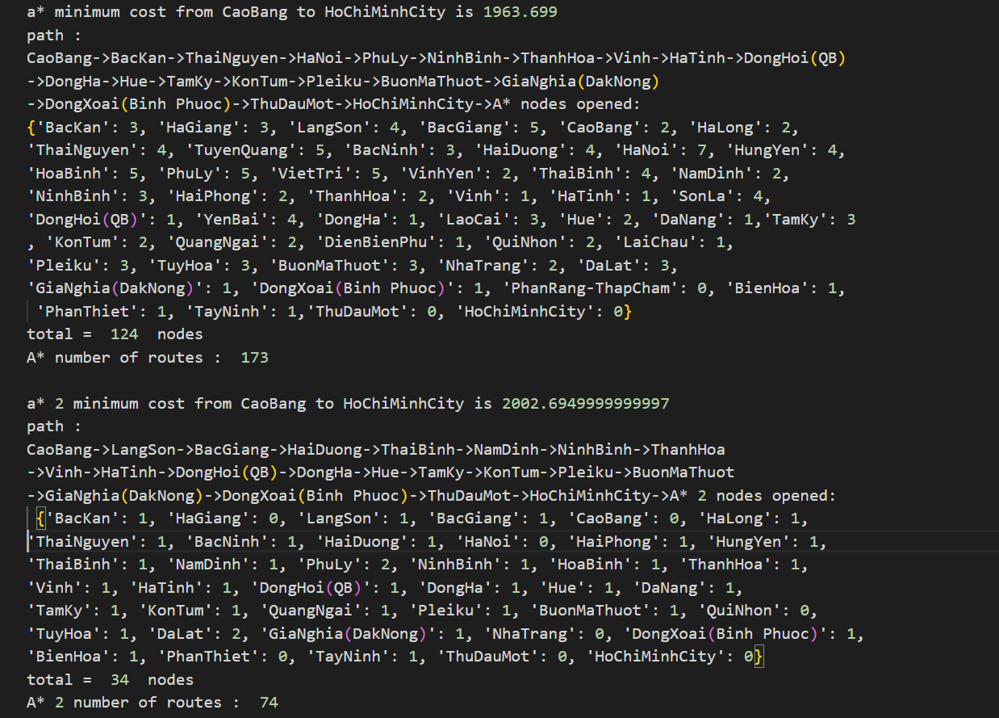 a* minimum cost from CaoBang to HoChiMinhCity is 1963.699
path :
CaoBang->BacKan->ThaiNguyen->HaNoi->PhuLy->NinhBinh->ThanhHoa->Vinh->HaTinh->DongHoi(QB)
->DongHa->Hue->TamKy->KonTum->Pleiku->BuonMaThuot->GiaNghia(DakNong)
->DongXoai(Binh Phuoc)->ThuDauMot->HoChiMinhCity->A* nodes opened:
{'BacKan': 3, 'HaGiang': 3, 'LangSon': 4, 'BacGiang': 5, 'CaoBang': 2, 'HaLong': 2,
'ThaiNguyen': 4, 'TuyenQuang': 5, 'BacNinh': 3, 'HaiDuong': 4, 'HaNoi': 7, 'HungYen': 4,
'HoaBinh': 5, 'PhuLy': 5, 'VietTri': 5, 'VinhYen': 2, 'ThaiBinh': 4, 'NamDinh': 2,
'NinhBinh': 3, 'HaiPhong': 2, 'ThanhHoa': 2, 'Vinh': 1, 'HaTinh': 1, 'SonLa': 4,
'DongHoi(QB)': 1, 'YenBai': 4, 'DongHa': 1, 'LaoCai': 3, 'Hue': 2, 'DaNang': 1,'TamKy': 3
, 'KonTum': 2, 'QuangNgai': 2, 'DienBienPhu': 1, 'QuiNhon': 2, 'LaiChau': 1,
'Pleiku': 3, 'TuyHoa': 3, 'BuonMaThuot': 3, 'NhaTrang': 2, 'DaLat': 3,
'GiaNghia(DakNong)': 1, 'DongXoai(Binh Phuoc)': 1, 'PhanRang-ThapCham': 0, 'BienHoa': 1,
'PhanThiet': 1, 'TayNinh': 1,'ThuDauMot': 0, 'HoChiMinhCity': 0}
total =  124  nodes
A* number of routes :  173
a* 2 minimum cost from CaoBang to HoChiMinhCity is 2002.6949999999997
path :
CaoBang->LangSon->BacGiang->HaiDuong->ThaiBinh->NamDinh->NinhBinh->ThanhHoa
->Vinh->HaTinh->DongHoi(QB)->DongHa->Hue->TamKy->KonTum->Pleiku->BuonMaThuot
->GiaNghia(DakNong)->DongXoai(Binh Phuoc)->ThuDauMot->HoChiMinhCity->A* 2 nodes opened:
{'BacKan': 1, 'HaGiang': 0, 'LangSon': 1, 'BacGiang': 1, 'CaoBang': 0, 'HaLong': 1,
'ThaiNguyen': 1, 'BacNinh': 1, 'HaiDuong': 1, 'HaNoi': 0, 'HaiPhong': 1, 'HungYen': 1,
'ThaiBinh': 1, 'NamDinh': 1, 'PhuLy': 2, 'NinhBinh': 1, 'HoaBinh': 1, 'ThanhHoa': 1,
'Vinh': 1, 'HaTinh': 1, 'DongHoi(QB)': 1, 'DongHa': 1, 'Hue': 1, 'DaNang': 1,
'TamKy': 1, 'KonTum': 1, 'QuangNgai': 1, 'Pleiku': 1, 'BuonMaThuot': 1, 'QuiNhon': 0,
'TuyHoa': 1, 'DaLat': 2, 'GiaNghia(DakNong)': 1, 'NhaTrang': 0, 'DongXoai(Binh Phuoc)': 1,
'BienHoa': 1, 'PhanThiet': 0, 'TayNinh': 1, 'ThuDauMot': 0, 'HoChiMinhCity': 0}
total =  34  nodes
A* 2 number of routes :  74